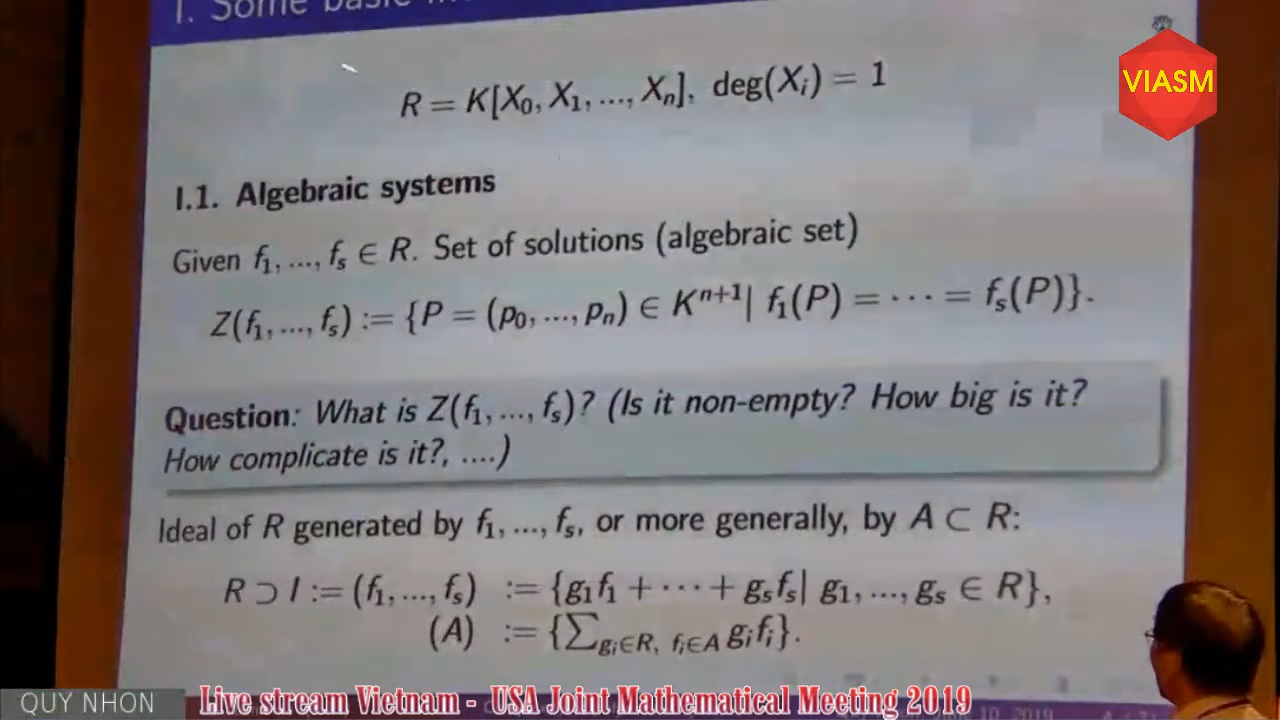 I. Some basic
R = K[X₀, X₁, ..., Xₙ], deg(Xᵢ) = 1
VIASM
I.1. Algebraic systems
Given f₁, ..., fₛ ∈ R. Set of solutions (algebraic set)
Z(f₁, ..., fₛ) := {P = (p₀, ..., pₙ) ∈ Kⁿ⁺¹| f₁(P) = ··· = fₛ(P)}.
Question: What is Z(f₁, ..., fₛ)? (Is it non-empty? How big is it?
How complicate is it?, ....)
Ideal of R generated by f₁, ..., fₛ, or more generally, by A ⊂ R:
R ⊃ I := (f₁, ..., fₛ) := {g₁f₁ + ··· + gₛfₛ| g₁, ..., gₛ ∈ R},
(A) := {∑_{gᵢ∈R, fᵢ∈A} gᵢfᵢ}.
QUY NHON
Live stream Vietnam - USA Joint Mathematical Meeting 2019